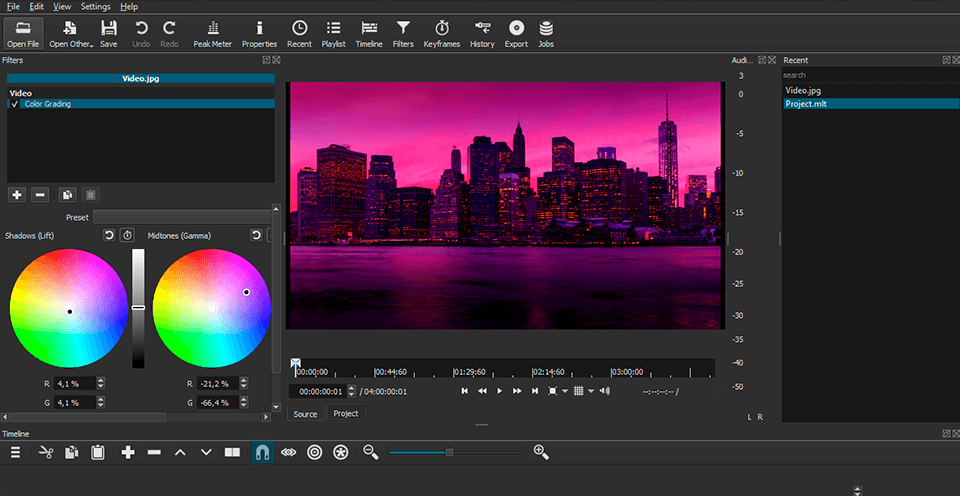 File Edit View Settings Help
Open File Open Other.. Save Undo Redo Peak Meter Properties Recent Playlist Timeline Filters Keyframes History Export Jobs
Filters
Video.jpg
Video
Color Grading
Preset
Shadows (Lift) Midtones (Gamma)
R 4,1 % R -21,2 %
G 4,1 % G -66,4 %
00:00:00 00:44:60 01:29:60 02:14:60 03:00:00
00:00:00:01 / 04:00:00:01 --:--:--:-- /
Source Project
Audi...
3
0
-5
-10
-15
-20
-25
-30
-35
-40
-50
L R
Recent
search
Video.jpg
Project.mlt
Timeline